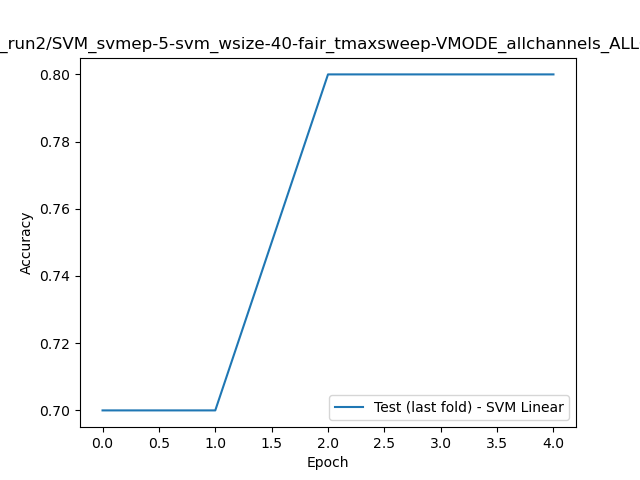 _run2/SVM_svmep-5-svm_wsize-40-fair_tmaxsweep-VMODE_allchannels_ALL
0.80
0.78
0.76
0.74
0.72
0.70
Accuracy
Test (last fold) - SVM Linear
0.0 0.5 1.0 1.5 2.0 2.5 3.0 3.5 4.0
Epoch